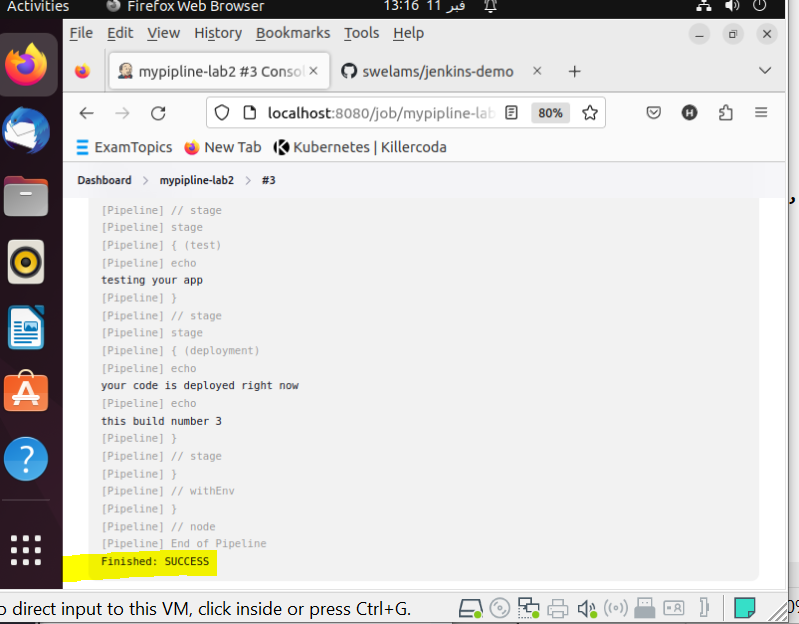 Activities
Firefox Web Browser
13:16 11 فبر
File Edit View History Bookmarks Tools Help
mypipline-lab2 #3 Consol
swelams/jenkins-demo
localhost:8080/job/mypipline-lab
80%
ExamTopics
New Tab
Kubernetes | Killercoda
Dashboard > mypipline-lab2 > #3
[Pipeline] // stage
[Pipeline] stage
[Pipeline] { (test)
[Pipeline] echo
testing your app
[Pipeline] }
[Pipeline] // stage
[Pipeline] stage
[Pipeline] { (deployment)
[Pipeline] echo
your code is deployed right now
[Pipeline] echo
this build number 3
[Pipeline] }
[Pipeline] // stage
[Pipeline] }
[Pipeline] // withEnv
[Pipeline] }
[Pipeline] // node
[Pipeline] End of Pipeline
Finished: SUCCESS
o direct input to this VM, click inside or press Ctrl+G.